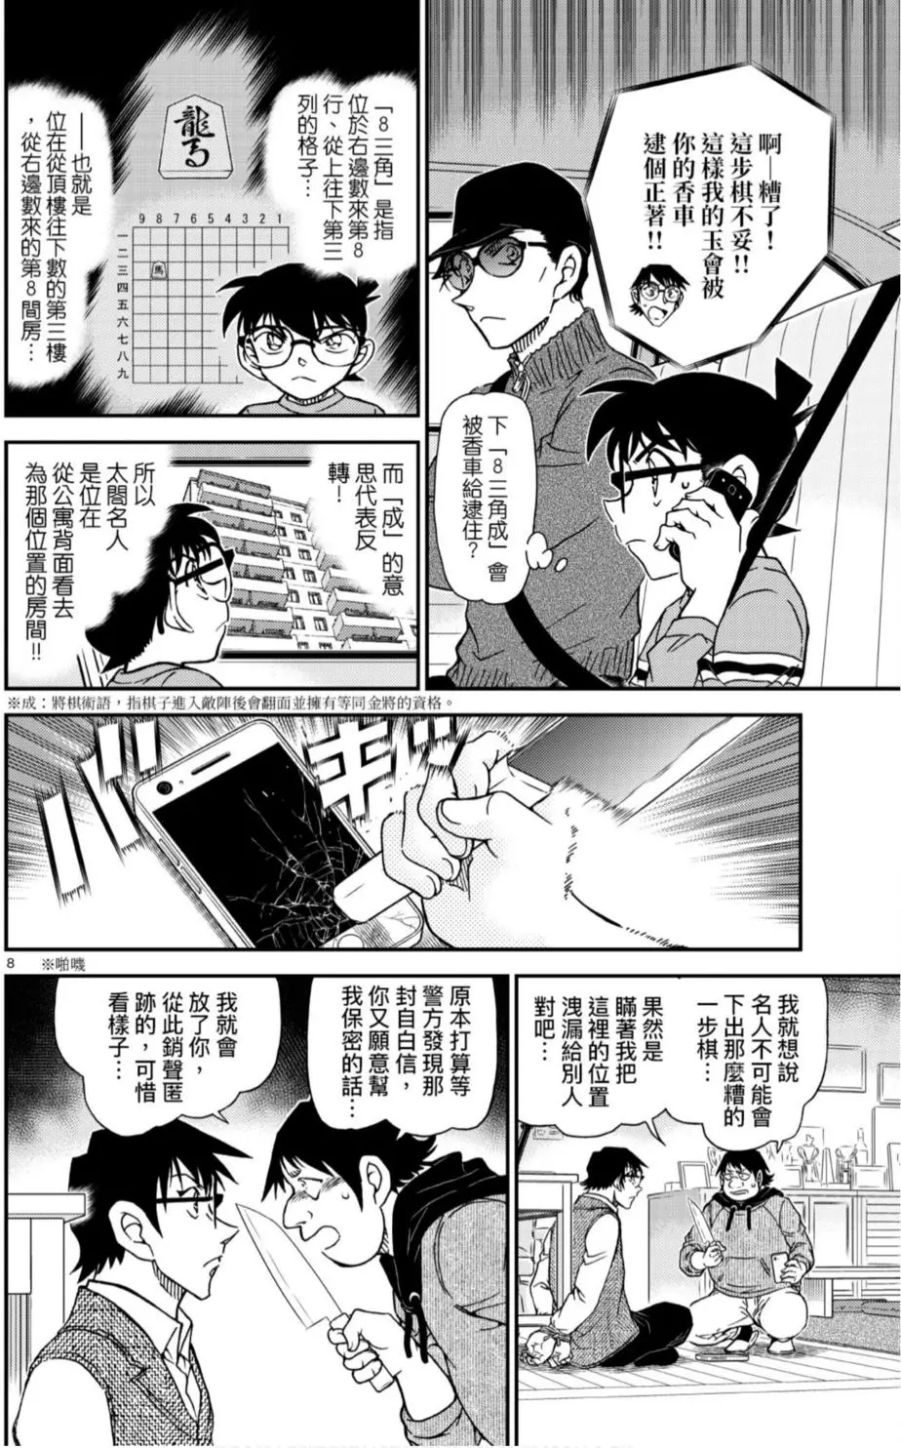 啊—糟了!
這步棋不妥!!
這樣我的玉會被
你的香車
逮個正著!!
下「8三角成」會
被香車給逮住?
「8三角」是指
位於右邊數來第8
行、從上往下第三
列的格子…
龍馬
9 8 7 6 5 4 3 2 1
一
二
三
四
五
六
七
八
九
馬
——也就是
位在從頂樓往下數的第三樓
,從右邊數來的第8間房…
而「成」的意
思代表反
轉!
所以
太閤名人
是位在
從公寓背面看去
為那個位置的房間!!
※成:將棋術語,指棋子進入敵陣後會翻面並擁有等同金將的資格。
バキッ
8
※啪嘰
我就想說
名人不可能會
下出那麼糟的
一步棋…
果然是
瞞著我把
這裡的位置
洩漏給別人
對吧…
原本打算等
警方發現那
封自白信,
你又願意幫
我保密的話…
我就會
放了你,
從此銷聲匿
跡的,可惜
看樣子…